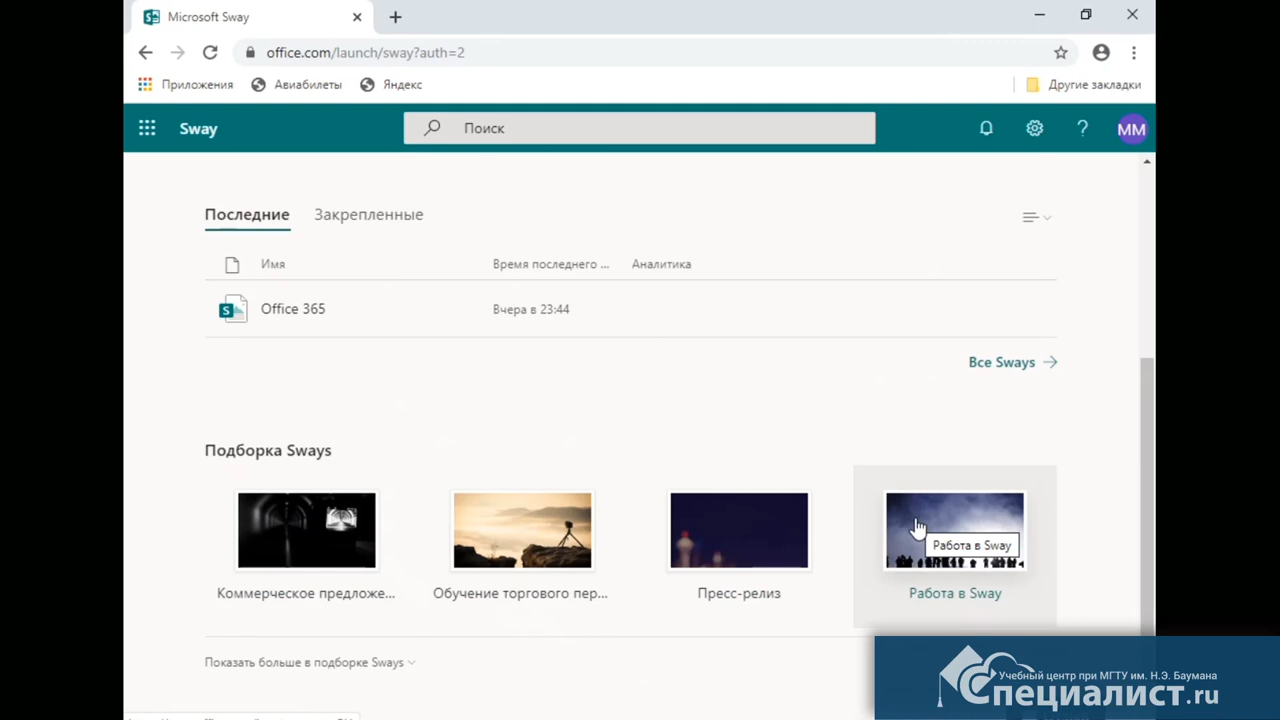 Microsoft Sway
office.com/launch/sway?auth=2
Приложения Авиабилеты Яндекс Другие закладки
Sway Поиск ? MM
Последние Закрепленные
Имя Время последнего ... Аналитика
S Office 365 Вчера в 23:44
Все Sways
Подборка Sways
Работа в Sway
Коммерческое предложе... Обучение торгового пер... Пресс-релиз Работа в Sway
Показать больше в подборке Sways
Учебный центр при МГТУ им. Н.Э. Баумана
Специалист.ru